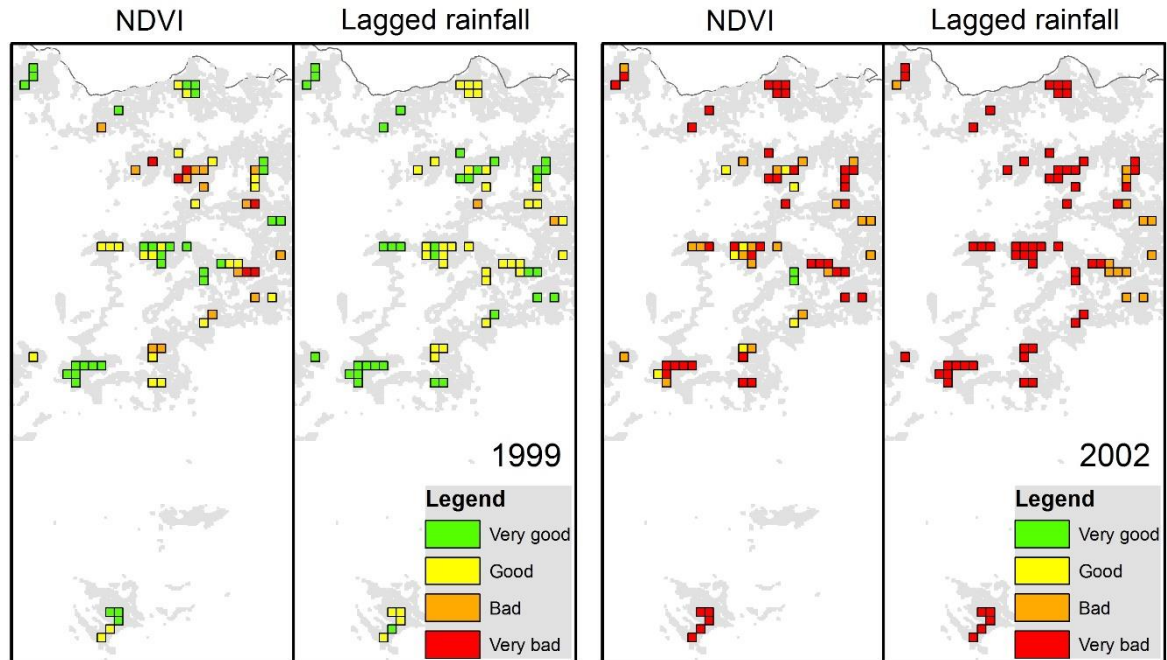 NDVI
Lagged rainfall
NDVI
Lagged rainfall
1999
Legend
Very good
Good
Bad
Very bad
2002
Legend
Very good
Good
Bad
Very bad